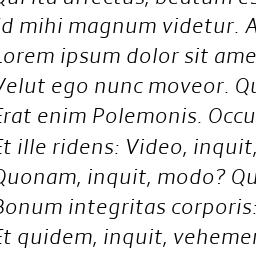 qui ita affectus, beatum es
Id mihi magnum videtur. A
Lorem ipsum dolor sit ame
Velut ego nunc moveor. Qu
Erat enim Polemonis. Occu
Et ille ridens: Video, inquit,
Quonam, inquit, modo? Qu
Bonum integritas corporis:
Et quidem, inquit, vehemen